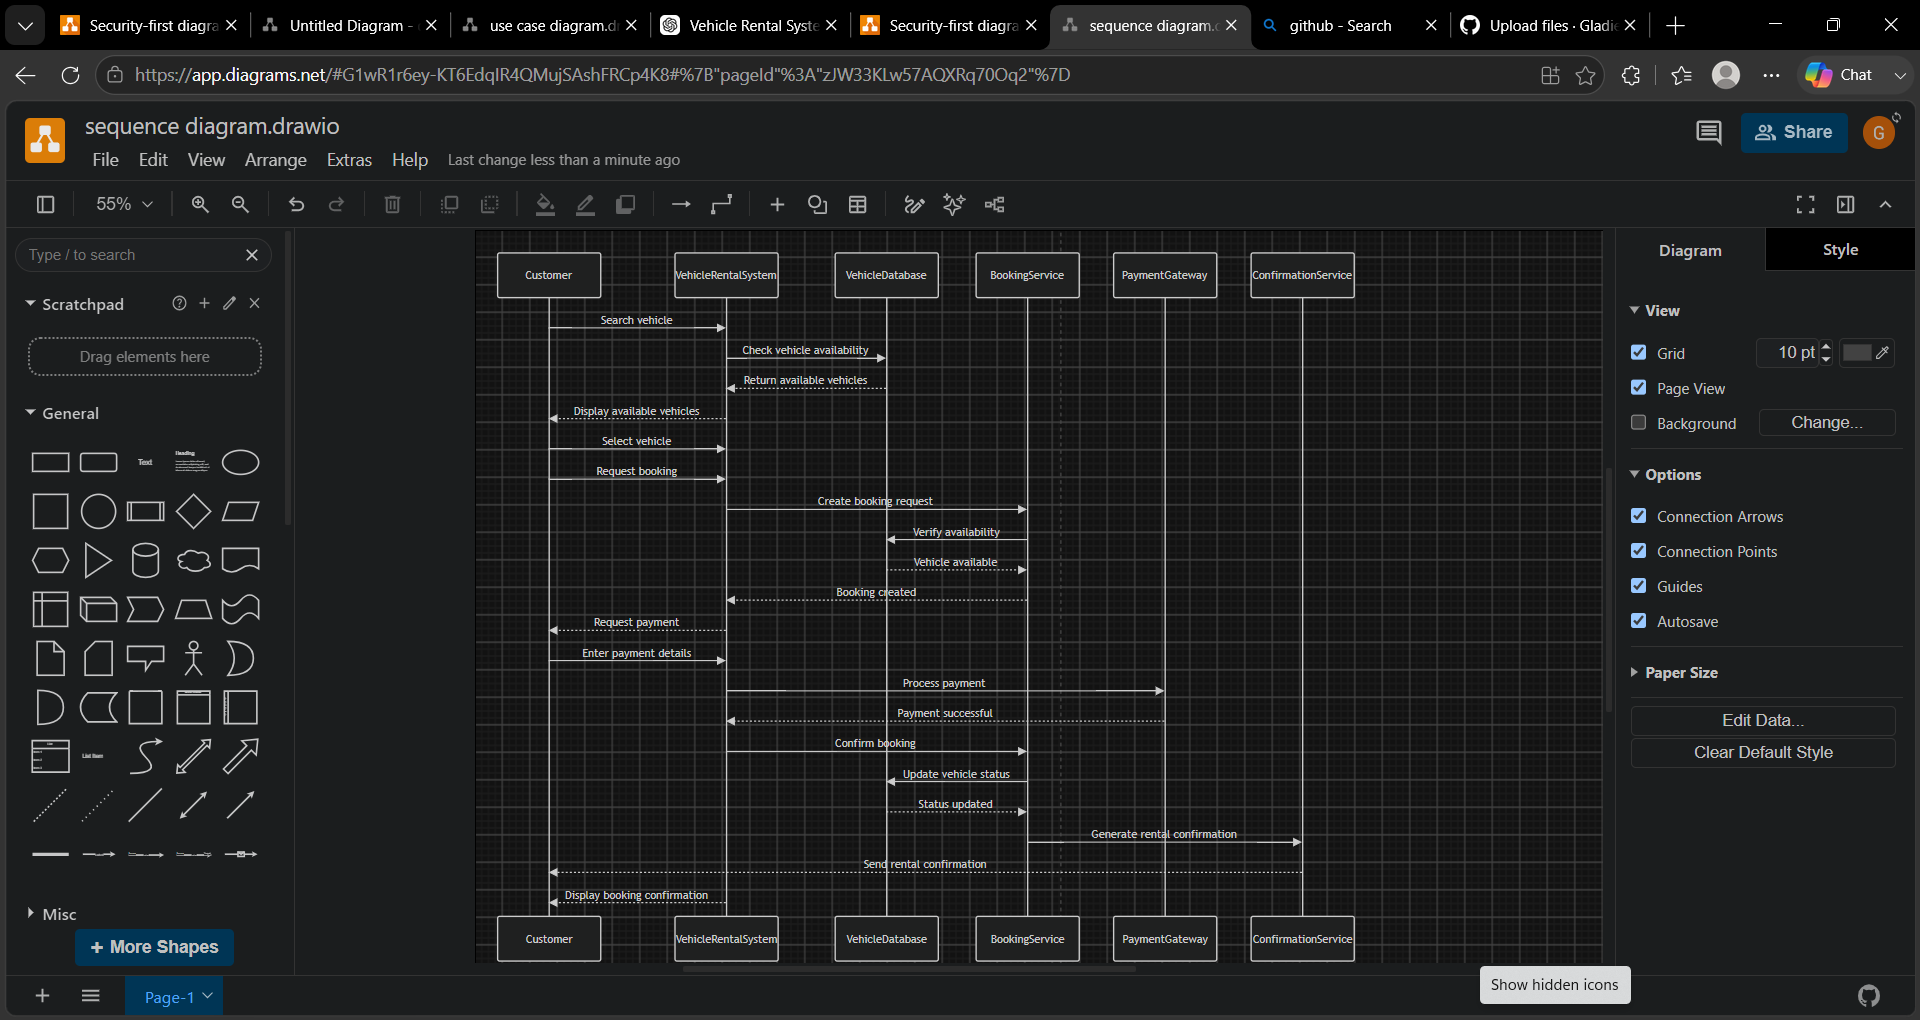 Security-first diagra
Untitled Diagram -
use case diagram.d
Vehicle Rental Syste
Security-first diagra
sequence diagram.
github - Search
Upload files · Gladi
https://app.diagrams.net/#G1wR1r6ey-KT6EdqIR4QMujSAshFRCp4K8#%7B"pageId"%3A"zJW33KLw57AQXRq70Oq2"%7D
Chat
sequence diagram.drawio
File Edit View Arrange Extras Help Last change less than a minute ago
Share
G
55%
Type / to search
Scratchpad
Drag elements here
General
Text
Heading
List Item
Misc
+ More Shapes
Customer VehicleRentalSystem VehicleDatabase BookingService PaymentGateway ConfirmationService
Search vehicle
Check vehicle availability
Return available vehicles
Display available vehicles
Select vehicle
Request booking
Create booking request
Verify availability
Vehicle available
Booking created
Request payment
Enter payment details
Process payment
Payment successful
Confirm booking
Update vehicle status
Status updated
Generate rental confirmation
Send rental confirmation
Display booking confirmation
Customer VehicleRentalSystem VehicleDatabase BookingService PaymentGateway ConfirmationService
Diagram Style
View
Grid 10 pt
Page View
Background Change...
Options
Connection Arrows
Connection Points
Guides
Autosave
Paper Size
Edit Data...
Clear Default Style
Show hidden icons
Page-1